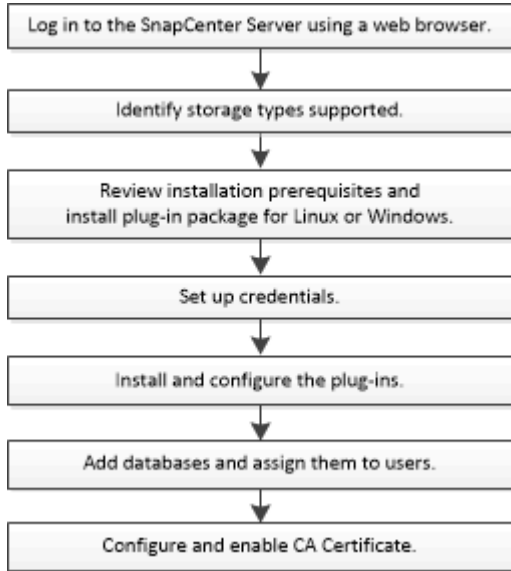 Log in to the SnapCenter Server using a web browser.
Identify storage types supported.
Review installation prerequisites and
install plug-in package for Linux or Windows.
Set up credentials.
Install and configure the plug-ins.
Add databases and assign them to users.
Configure and enable CA Certificate.